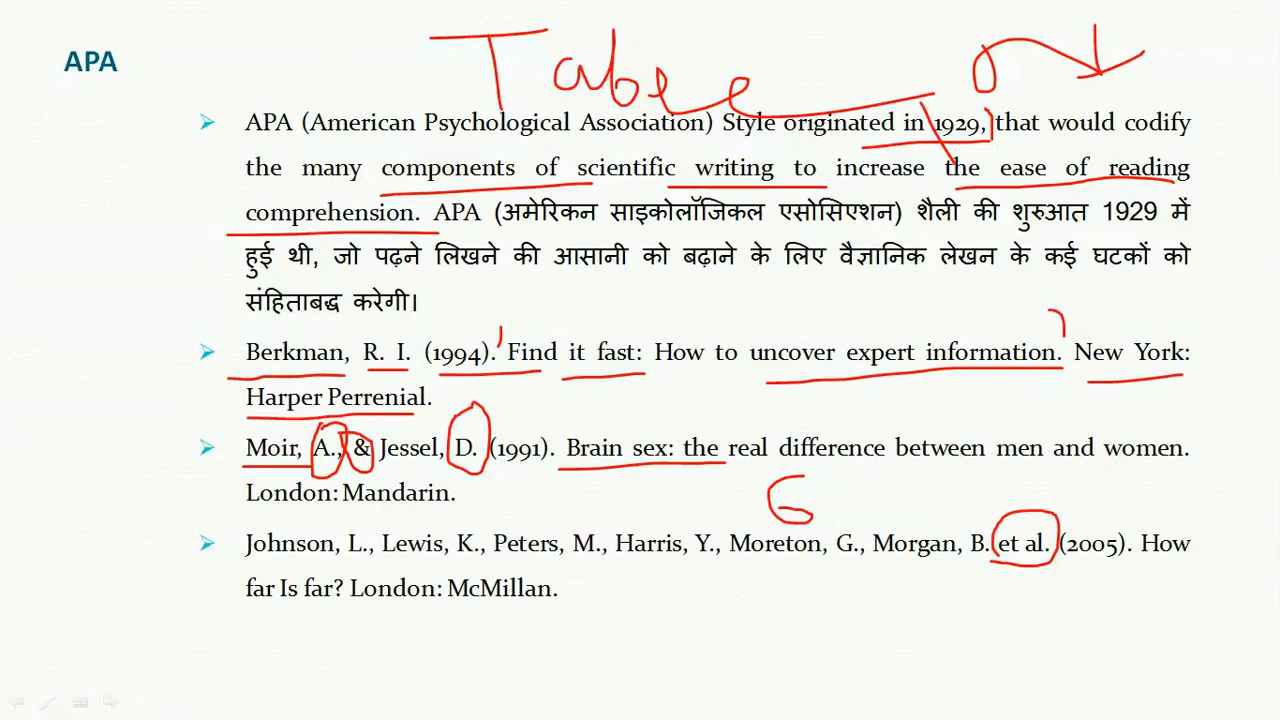 APA
Tabee
APA (American Psychological Association) Style originated in 1929, that would codify
the many components of scientific writing to increase the ease of reading
comprehension. APA (अमेरिकन साइकोलॉजिकल एसोसिएशन) शैली की शुरुआत 1929 में
हुई थी, जो पढ़ने लिखने की आसानी को बढ़ाने के लिए वैज्ञानिक लेखन के कई घटकों को
संहिताबद्ध करेगी।
Berkman, R. I. (1994). Find it fast: How to uncover expert information. New York:
Harper Perrenial.
Moir, A., & Jessel, D. (1991). Brain sex: the real difference between men and women.
London: Mandarin.
6
Johnson, L., Lewis, K., Peters, M., Harris, Y., Moreton, G., Morgan, B. et al. (2005). How
far Is far? London: McMillan.